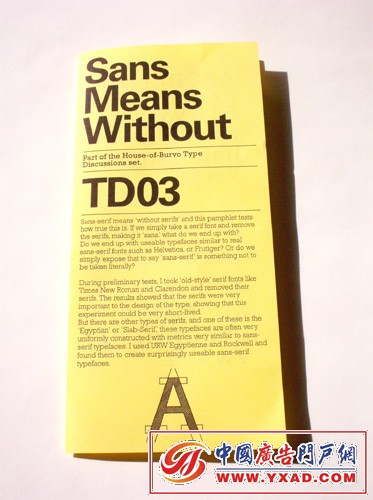 Sans
Means
Without
Part of the House-of-Burvo Type
Discussions set.
TD03
Sans-serif means 'without serifs' and this pamphlet tests
how true this is. If we simply take a serif font and remove
the serifs, making it 'sans,' what do we end up with?
Do we end up with useable typefaces similar to real
sans-serif fonts such as Helvetica, or Frutiger? Or do we
simply expose that to say 'sans-serif' is something not to
be taken literally?
During preliminary tests, I took 'old-style' serif fonts like
Times New Roman and Clarendon and removed their
serifs. The results showed that the serifs were very
important to the design of the type, showing that this
experiment could be very short-lived.
But there are other types of serifs, and one of these is the
'Egyptian' or 'Slab-Serif', these typefaces are often very
uniformly constructed with metrics very similar to sans-
serif typefaces. I used URW Egyptienne and Rockwell and
found them to create surprisingly useable sans-serif
typefaces.
A
中國廣告門戶網
www.YXAD.com